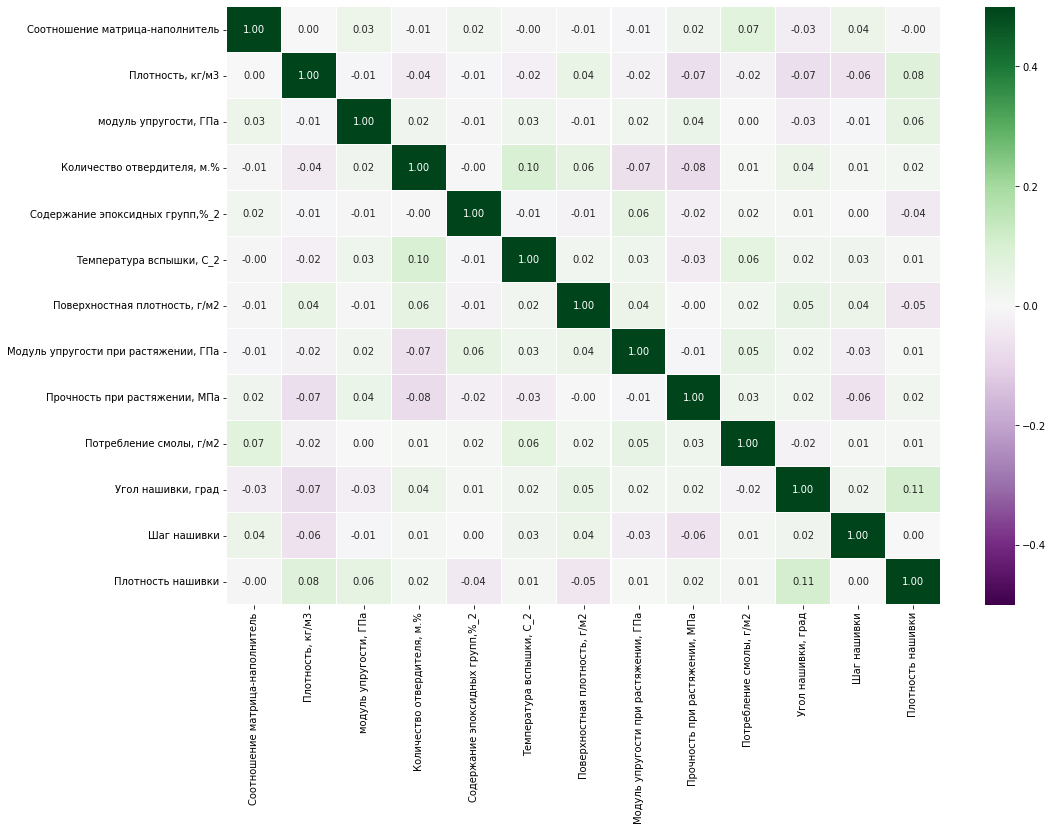 Соотношение матрица-наполнитель 1.00 0.00 0.03 -0.01 0.02 -0.00 -0.01 -0.01 0.02 0.07 -0.03 0.04 -0.00
Плотность, кг/м3 0.00 1.00 -0.01 -0.04 -0.01 -0.02 0.04 -0.02 -0.07 -0.02 -0.07 -0.06 0.08
модуль упругости, ГПа 0.03 -0.01 1.00 0.02 -0.01 0.03 -0.01 0.02 0.04 0.00 -0.03 -0.01 0.06
Количество отвердителя, м.% -0.01 -0.04 0.02 1.00 -0.00 0.10 0.06 -0.07 -0.08 0.01 0.04 0.01 0.02
Содержание эпоксидных групп,%_2 0.02 -0.01 -0.01 -0.00 1.00 -0.01 -0.01 0.06 -0.02 0.02 0.01 0.00 -0.04
Температура вспышки, С_2 -0.00 -0.02 0.03 0.10 -0.01 1.00 0.02 0.03 -0.03 0.06 0.02 0.03 0.01
Поверхностная плотность, г/м2 -0.01 0.04 -0.01 0.06 -0.01 0.02 1.00 0.04 -0.00 0.02 0.05 0.04 -0.05
Модуль упругости при растяжении, ГПа -0.01 -0.02 0.02 -0.07 0.06 0.03 0.04 1.00 -0.01 0.05 0.02 -0.03 0.01
Прочность при растяжении, МПа 0.02 -0.07 0.04 -0.08 -0.02 -0.03 -0.00 -0.01 1.00 0.03 0.02 -0.06 0.02
Потребление смолы, г/м2 0.07 -0.02 0.00 0.01 0.02 0.06 0.02 0.05 0.03 1.00 -0.02 0.01 0.01
Угол нашивки, град -0.03 -0.07 -0.03 0.04 0.01 0.02 0.05 0.02 0.02 -0.02 1.00 0.02 0.11
Шаг нашивки 0.04 -0.06 -0.01 0.01 0.00 0.03 0.04 -0.03 -0.06 0.01 0.02 1.00 0.00
Плотность нашивки -0.00 0.08 0.06 0.02 -0.04 0.01 -0.05 0.01 0.02 0.01 0.11 0.00 1.00
Соотношение матрица-наполнитель
Плотность, кг/м3
модуль упругости, ГПа
Количество отвердителя, м.%
Содержание эпоксидных групп,%_2
Температура вспышки, С_2
Поверхностная плотность, г/м2
Модуль упругости при растяжении, ГПа
Прочность при растяжении, МПа
Потребление смолы, г/м2
Угол нашивки, град
Шаг нашивки
Плотность нашивки
0.4
0.2
0.0
−0.2
−0.4